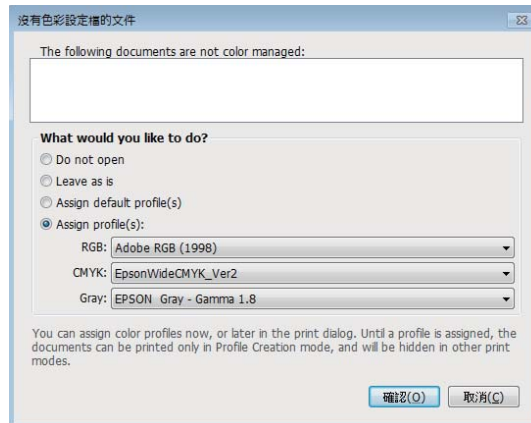 沒有色彩設定檔的文件
The following documents are not color managed:
What would you like to do?
Do not open
Leave as is
Assign default profile(s)
Assign profile(s):
RGB: Adobe RGB (1998)
CMYK: EpsonWideCMYK_Ver2
Gray: EPSON Gray - Gamma 1.8
You can assign color profiles now, or later in the print dialog. Until a profile is assigned, the
documents can be printed only in Profile Creation mode, and will be hidden in other print
modes.
確認(O) 取消(C)